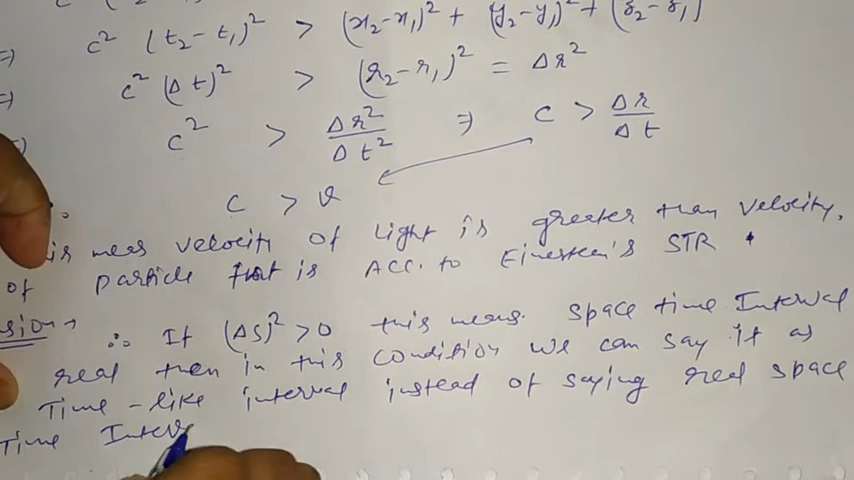 =) c² (t₂-t₁)² > (x₂-x₁)² + (y₂-y₁)² + (z₂-z₁)
=) c² (Δt)² > (r₂-r₁)² = Δr²
=) c² > Δr²/Δt² ⇒ c > Δr/Δt
∴ c > v
is meas velocity of light is greater than velocity.
of particle that is Acc. to Einstein's STR
sion → ∴ If (ΔS)² > 0 this means space time Interval
real then in this condition we can say it as
Time-like interval instead of saying real space
Time Interv